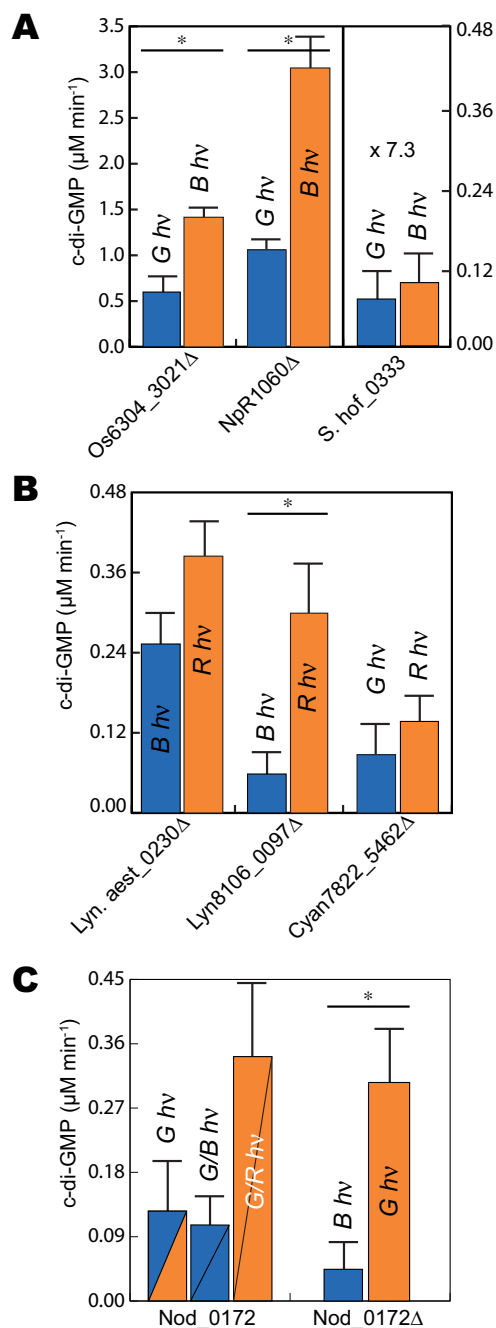 A
c-di-GMP (µM min⁻¹)
3.5
3.0
2.5
2.0
1.5
1.0
0.5
0.0
*
*
G hν
B hν
G hν
B hν
x 7.3
G hν
B hν
0.48
0.36
0.24
0.12
0.00
Os6304_3021Δ
NpR1060Δ
S. hof_0333
B
c-di-GMP (µM min⁻¹)
0.48
0.36
0.24
0.12
0.00
*
B hν
R hν
B hν
R hν
G hν
R hν
Lyn. aest_0230Δ
Lyn8106_0097Δ
Cyan7822_5462Δ
C
c-di-GMP (µM min⁻¹)
0.45
0.36
0.27
0.18
0.09
0.00
*
G hν
G/B hν
G/R hν
B hν
G hν
Nod_0172
Nod_0172Δ